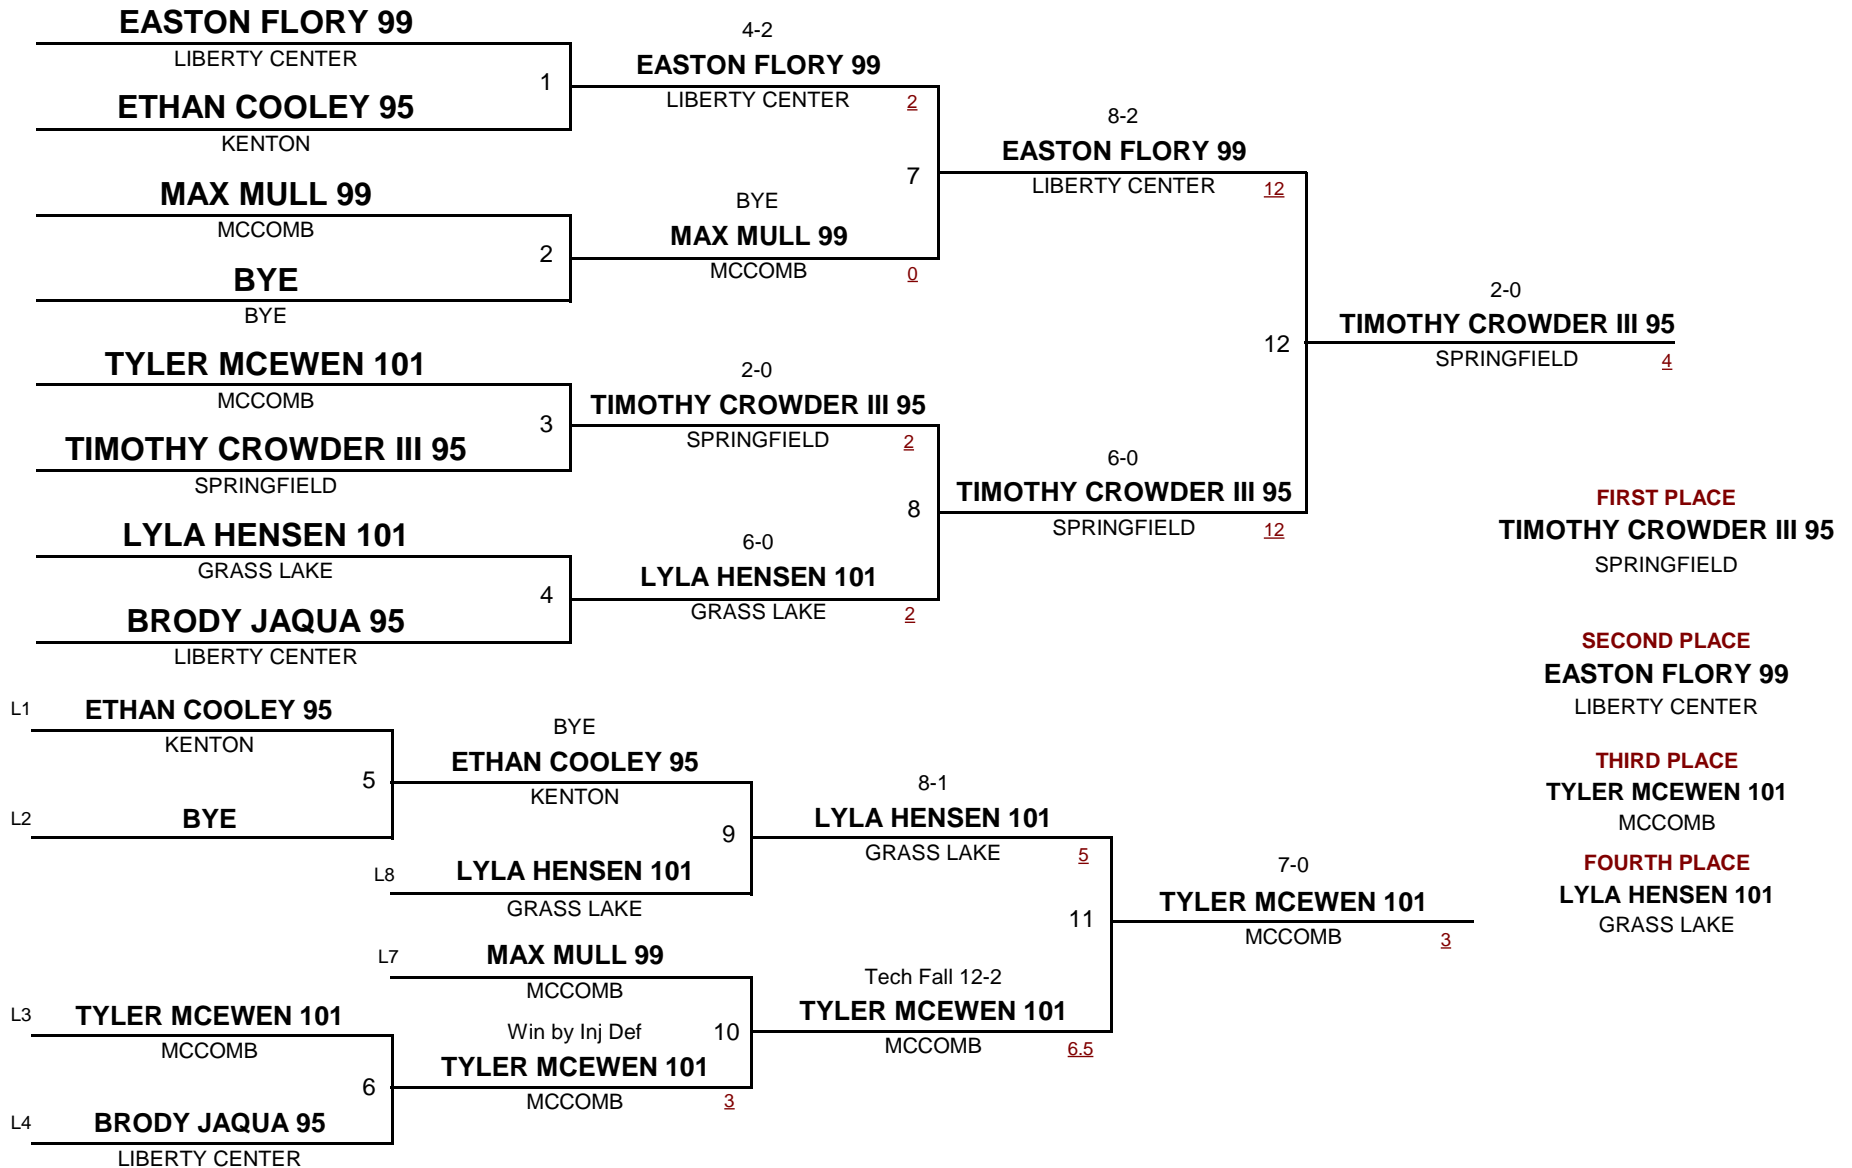 EASTON FLORY 99
LIBERTY CENTER
1
ETHAN COOLEY 95
KENTON
MAX MULL 99
MCCOMB
2
BYE
BYE
TYLER MCEWEN 101
MCCOMB
3
TIMOTHY CROWDER III 95
SPRINGFIELD
LYLA HENSEN 101
GRASS LAKE
4
BRODY JAQUA 95
LIBERTY CENTER
4-2
EASTON FLORY 99
LIBERTY CENTER 2
7
BYE
MAX MULL 99
MCCOMB 0
2-0
TIMOTHY CROWDER III 95
SPRINGFIELD 2
8
6-0
LYLA HENSEN 101
GRASS LAKE 2
8-2
EASTON FLORY 99
LIBERTY CENTER 12
12
6-0
TIMOTHY CROWDER III 95
SPRINGFIELD 12
2-0
TIMOTHY CROWDER III 95
SPRINGFIELD 4
FIRST PLACE
TIMOTHY CROWDER III 95
SPRINGFIELD
SECOND PLACE
EASTON FLORY 99
LIBERTY CENTER
THIRD PLACE
TYLER MCEWEN 101
MCCOMB
FOURTH PLACE
LYLA HENSEN 101
GRASS LAKE
L1 ETHAN COOLEY 95
KENTON
5
L2 BYE
BYE
ETHAN COOLEY 95
KENTON
9
L8 LYLA HENSEN 101
GRASS LAKE
L7 MAX MULL 99
MCCOMB
10
L3 TYLER MCEWEN 101
MCCOMB
6
L4 BRODY JAQUA 95
LIBERTY CENTER
Win by Inj Def
TYLER MCEWEN 101
MCCOMB 3
8-1
LYLA HENSEN 101
GRASS LAKE 5
11
Tech Fall 12-2
TYLER MCEWEN 101
MCCOMB 6.5
7-0
TYLER MCEWEN 101
MCCOMB 3